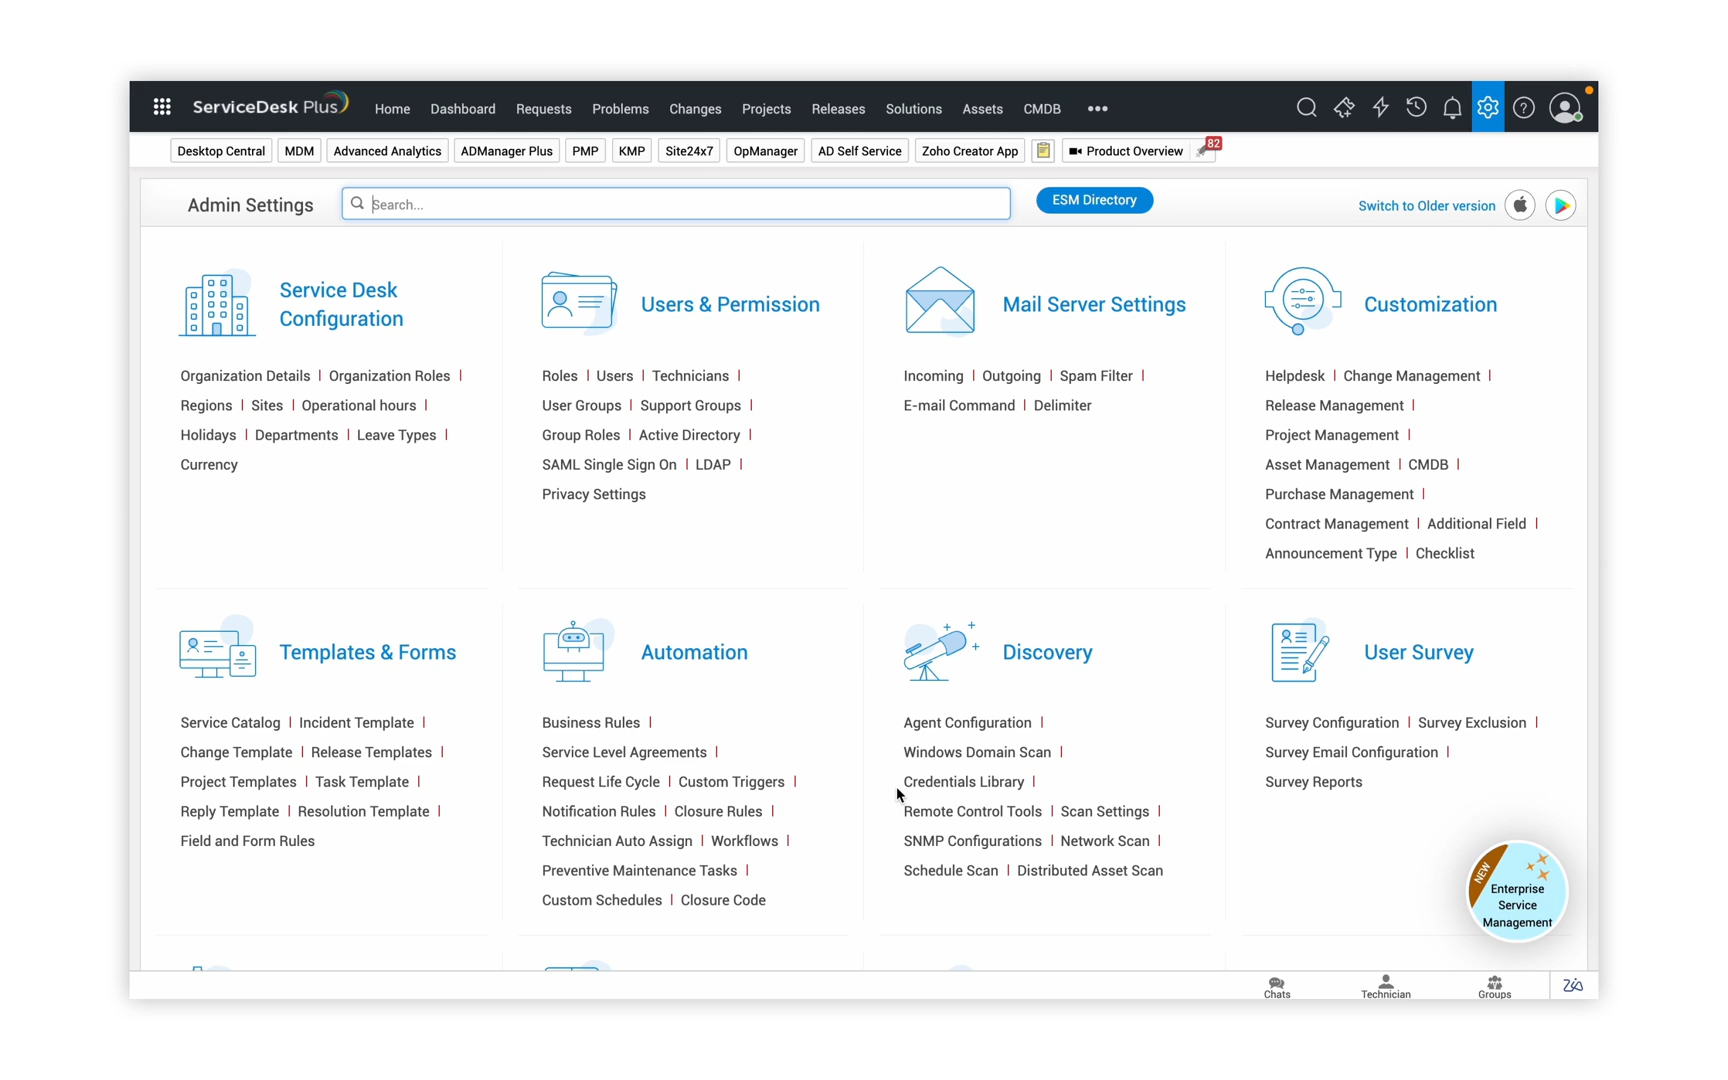 ServiceDesk Plus Home Dashboard Requests Problems Changes Projects Releases Solutions Assets CMDB
Desktop Central MDM Advanced Analytics ADManager Plus PMP KMP Site24x7 OpManager AD Self Service Zoho Creator App Product Overview 82
Admin Settings Search... ESM Directory Switch to Older version
Service Desk
Configuration
Organization Details | Organization Roles |
Regions | Sites | Operational hours |
Holidays | Departments | Leave Types |
Currency
Users & Permission
Roles | Users | Technicians |
User Groups | Support Groups |
Group Roles | Active Directory |
SAML Single Sign On | LDAP |
Privacy Settings
Mail Server Settings
Incoming | Outgoing | Spam Filter |
E-mail Command | Delimiter
Customization
Helpdesk | Change Management |
Release Management |
Project Management |
Asset Management | CMDB |
Purchase Management |
Contract Management | Additional Field |
Announcement Type | Checklist
Templates & Forms
Service Catalog | Incident Template |
Change Template | Release Templates |
Project Templates | Task Template |
Reply Template | Resolution Template |
Field and Form Rules
Automation
Business Rules |
Service Level Agreements |
Request Life Cycle | Custom Triggers |
Notification Rules | Closure Rules |
Technician Auto Assign | Workflows |
Preventive Maintenance Tasks |
Custom Schedules | Closure Code
Discovery
Agent Configuration |
Windows Domain Scan |
Credentials Library |
Remote Control Tools | Scan Settings |
SNMP Configurations | Network Scan |
Schedule Scan | Distributed Asset Scan
User Survey
Survey Configuration | Survey Exclusion |
Survey Email Configuration |
Survey Reports
NEW
Enterprise
Service
Management
Chats Technician Groups Zia